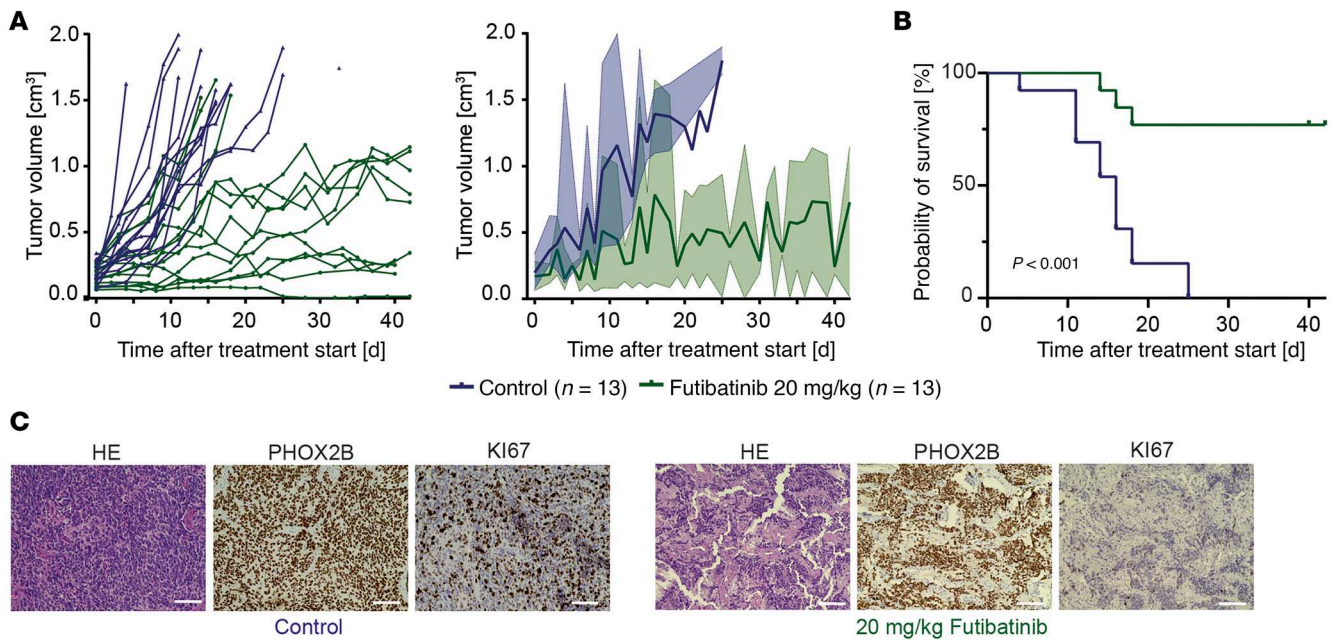 A
2.0
1.5
1.0
0.5
0.0
Tumor volume [cm³]
0 10 20 30 40
Time after treatment start [d]
2.0
1.5
1.0
0.5
0.0
Tumor volume [cm³]
0 10 20 30 40
Time after treatment start [d]
B
100
50
0
Probability of survival [%]
P < 0.001
0 10 20 40
Time after treatment start [d]
Control (n = 13) Futibatinib 20 mg/kg (n = 13)
C
HE PHOX2B KI67
HE PHOX2B KI67
Control
20 mg/kg Futibatinib